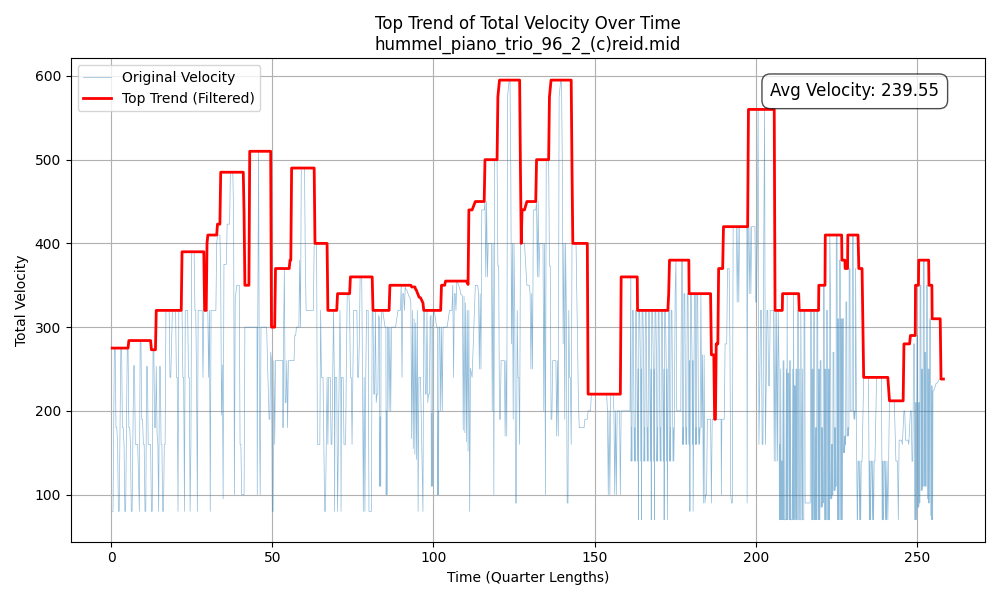 Top Trend of Total Velocity Over Time
hummel_piano_trio_96_2_(c)reid.mid
Original Velocity
Top Trend (Filtered)
Avg Velocity: 239.55
Total Velocity
600
500
400
300
200
100
0 50 100 150 200 250
Time (Quarter Lengths)